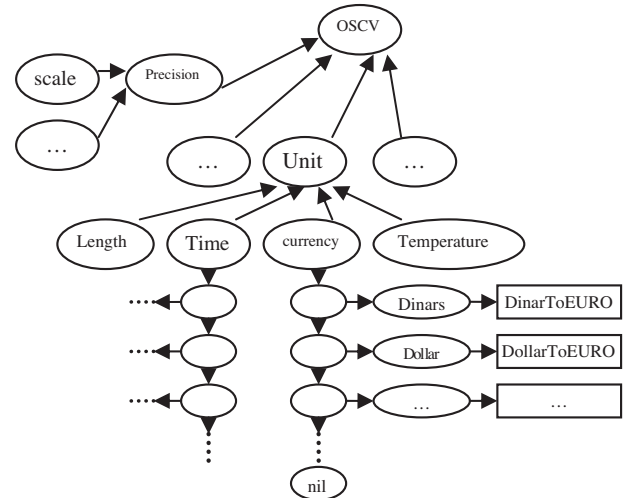 OSCV
scale
Precision
…
…
Unit
…
Length
Time
currency
Temperature
Dinars
DinarToEURO
Dollar
DollarToEURO
…
…
nil